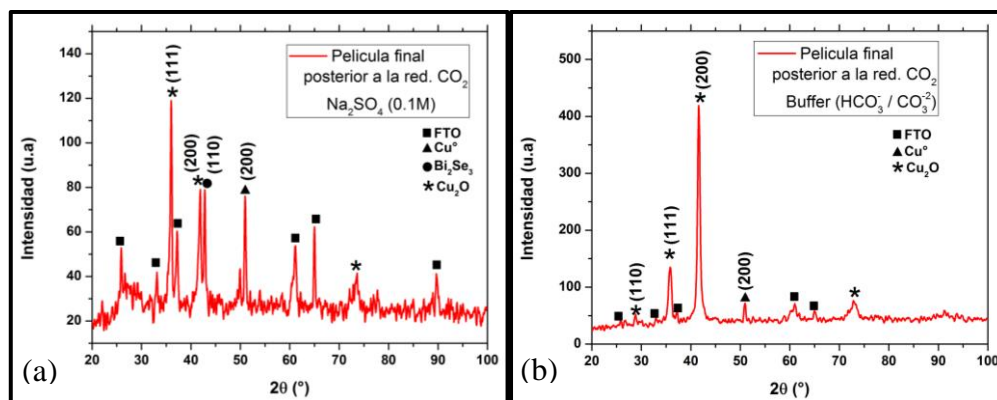 Intensidad (u.a)
140
120
100
80
60
40
20
20 30 40 50 60 70 80 90 100
2θ (°)
(a)
Pelicula final
posterior a la red. CO₂
Na₂SO₄ (0.1M)
■ FTO
▲ Cu°
● Bi₂Se₃
* Cu₂O
* (111)
* (200)
● (110)
▲ (200)
Intensidad (u.a)
500
400
300
200
100
0
20 30 40 50 60 70 80 90 100
2θ (°)
(b)
Pelicula final
posterior a la red. CO₂
Buffer (HCO₃⁻ / CO₃⁻²)
■ FTO
▲ Cu°
* Cu₂O
* (110)
* (111)
* (200)
▲ (200)